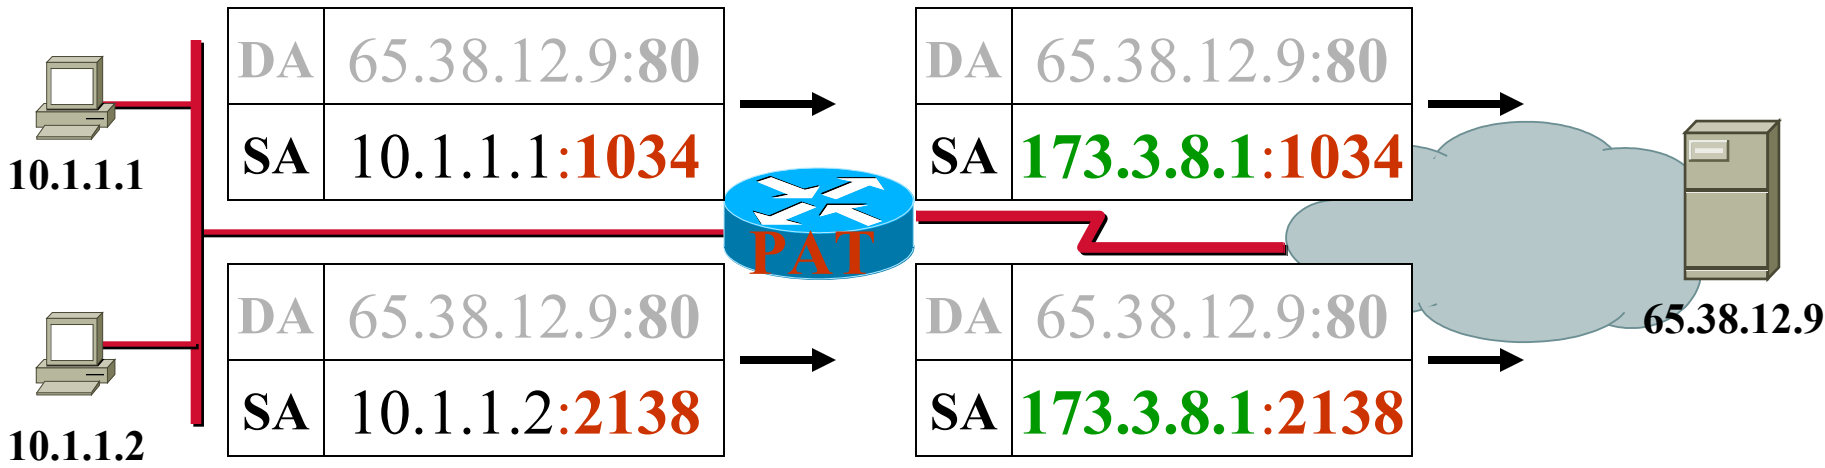 DA 65.38.12.9:80
SA 10.1.1.1:1034
DA 65.38.12.9:80
SA 173.3.8.1:1034
10.1.1.1
PAT
DA 65.38.12.9:80
SA 10.1.1.2:2138
DA 65.38.12.9:80
SA 173.3.8.1:2138
65.38.12.9
10.1.1.2